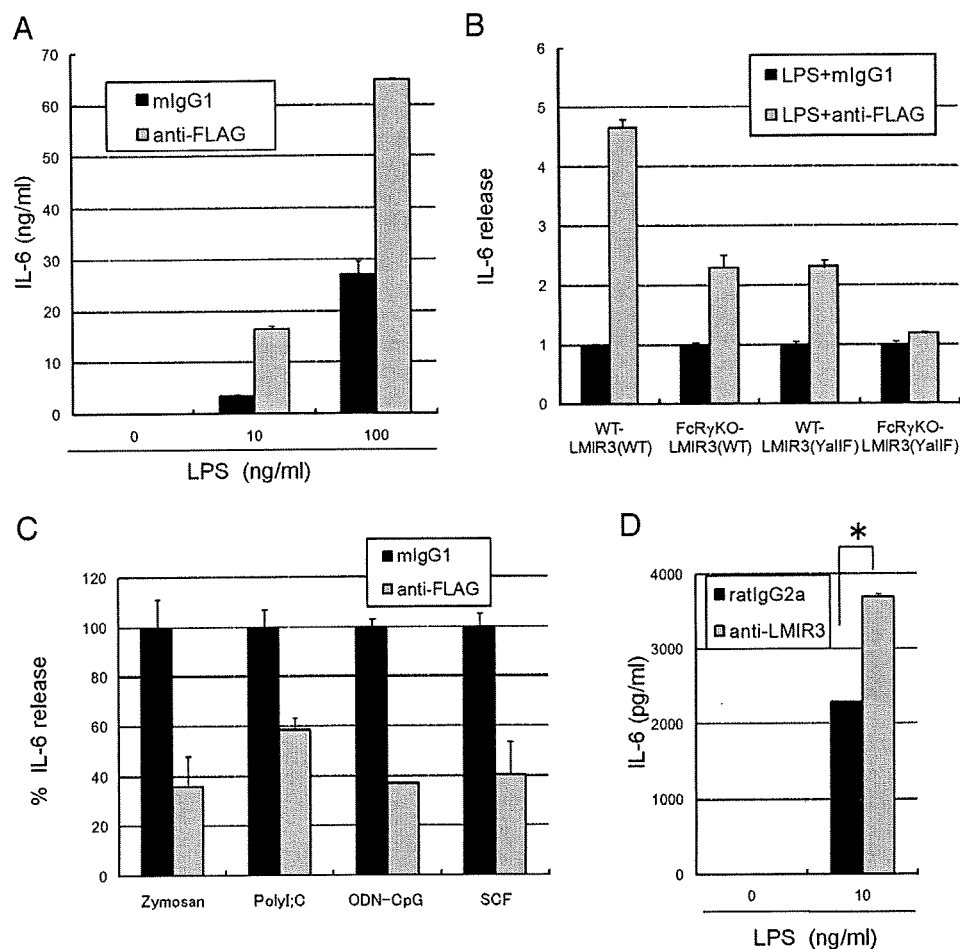 A
70
60
50
40
30
20
10
0
IL-6 (ng/ml)
mIgG1
anti-FLAG
0 10 100
LPS (ng/ml)
B
6
5
4
3
2
1
0
IL-6 release
LPS+mIgG1
LPS+anti-FLAG
WT- FcRγKO- WT- FcRγKO-
LMIR3(WT) LMIR3(WT) LMIR3(YallF) LMIR3(YallF)
C
120
100
80
60
40
20
0
% IL-6 release
mIgG1
anti-FLAG
Zymosan PolyI;C ODN-CpG SCF
D
*
4000
3000
2000
1000
0
IL-6 (pg/ml)
ratIgG2a
anti-LMIR3
0 10
LPS (ng/ml)